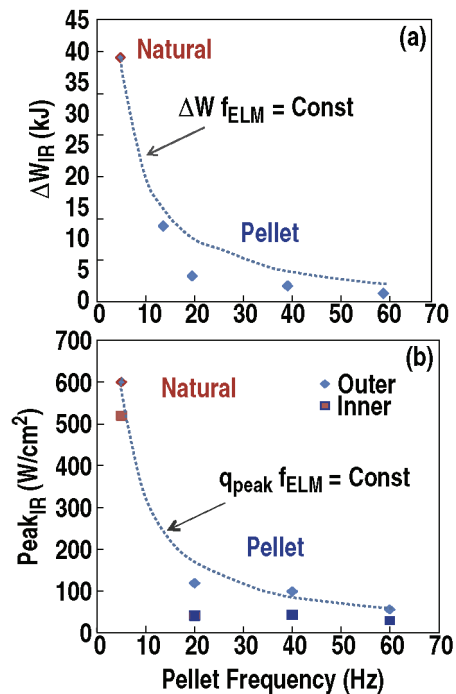 45
40
35
30
25
20
15
10
5
0
ΔW_IR (kJ)
(a)
Natural
ΔW f_ELM = Const
Pellet
0 10 20 30 40 50 60 70
700
600
500
400
300
200
100
0
Peak_IR (W/cm²)
(b)
Natural
Outer
Inner
q_peak f_ELM = Const
Pellet
0 10 20 30 40 50 60 70
Pellet Frequency (Hz)